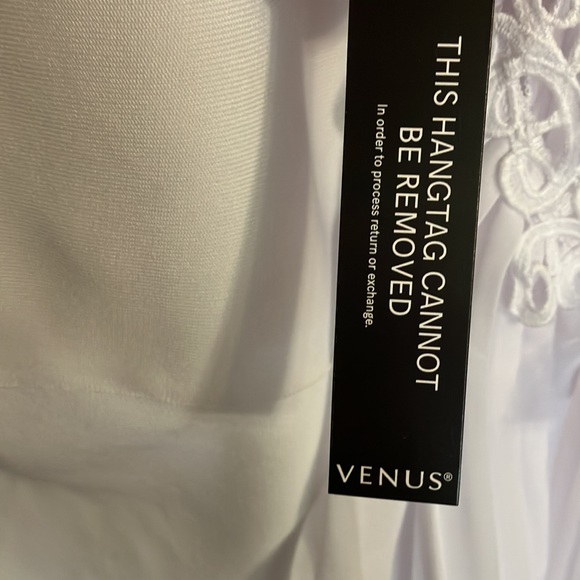 THIS HANGTAG CANNOT
BE REMOVED
In order to process return or exchange.
VENUS®